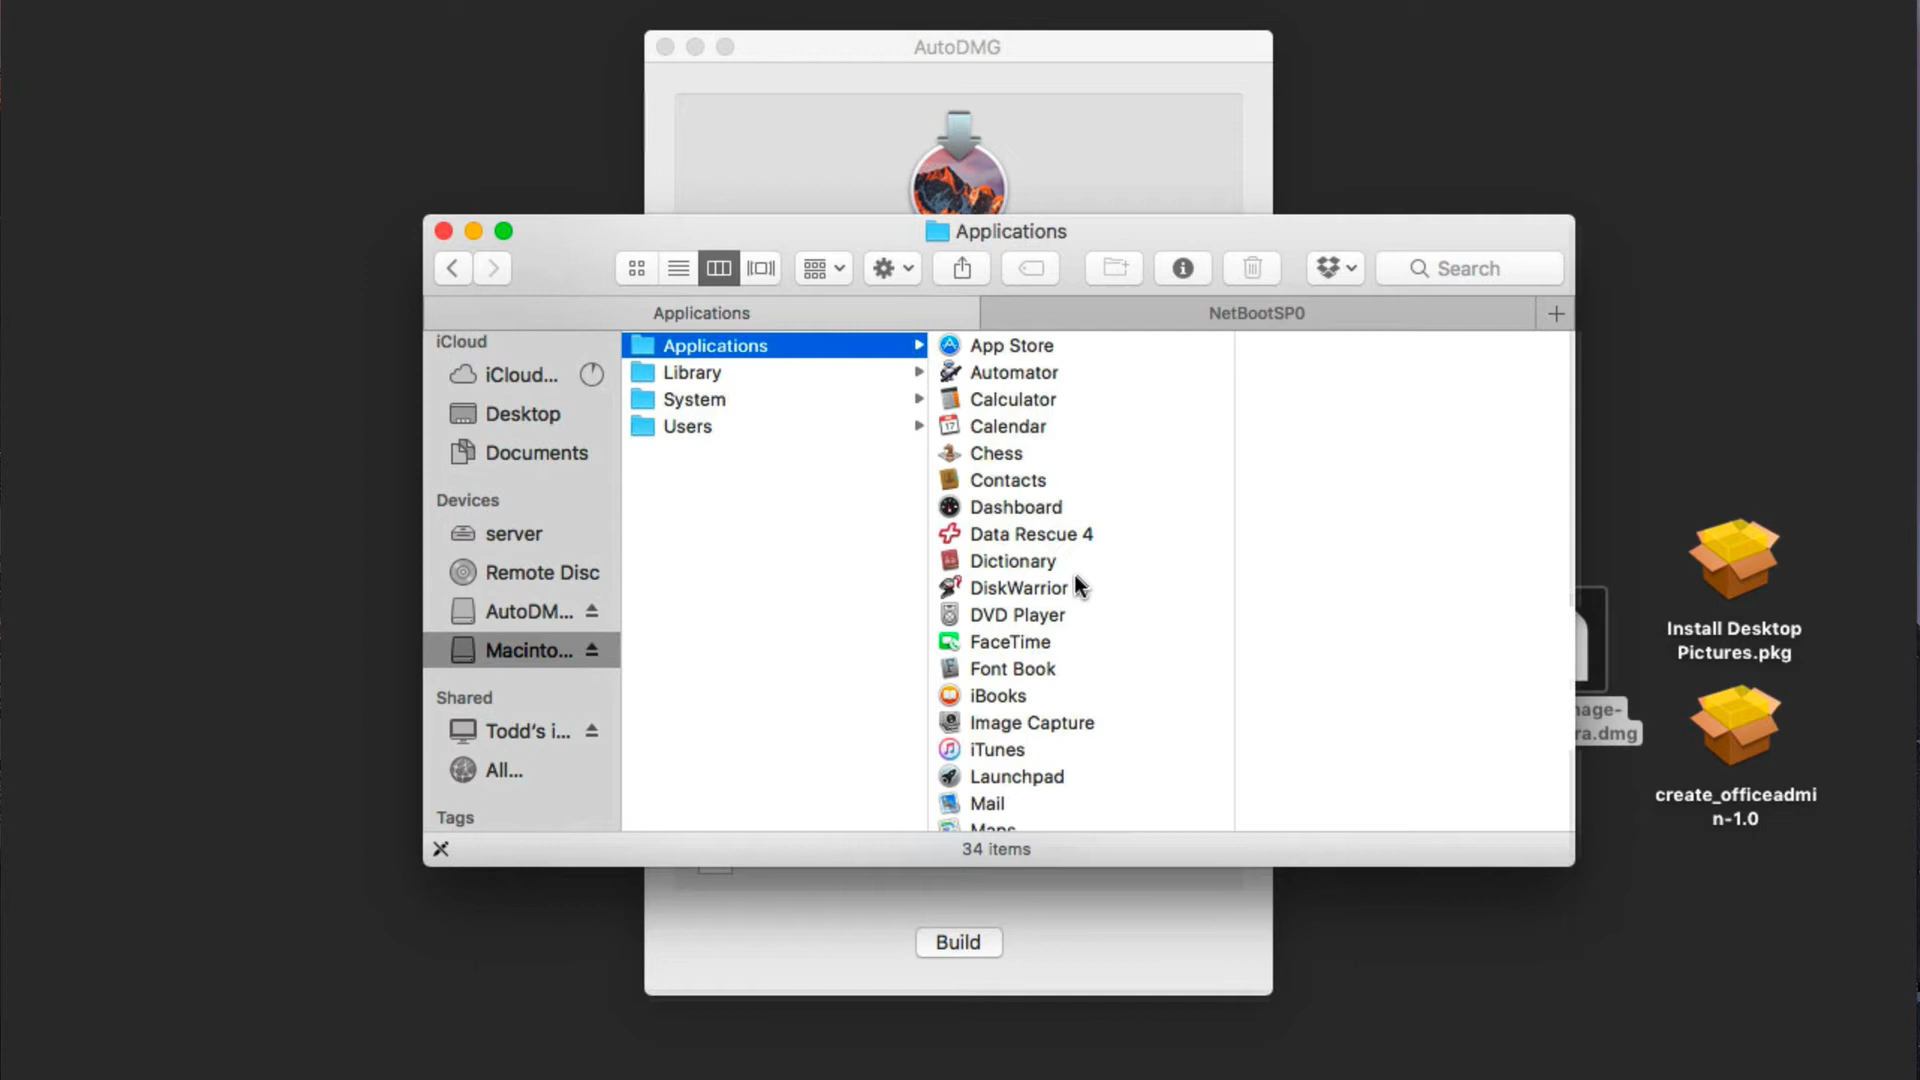 AutoDMG
Applications
Search
Applications
NetBootSP0
iCloud
iCloud...
Desktop
Documents
Devices
server
Remote Disc
AutoDM...
Macinto...
Shared
Todd's i...
All...
Tags
Applications
Library
System
Users
App Store
Automator
Calculator
17
Calendar
Chess
Contacts
Dashboard
Data Rescue 4
Dictionary
DiskWarrior
DVD Player
FaceTime
Font Book
iBooks
Image Capture
iTunes
Launchpad
Mail
Maps
34 items
Build
Install Desktop
Pictures.pkg
nage-
ra.dmg
create_officeadmi
n-1.0